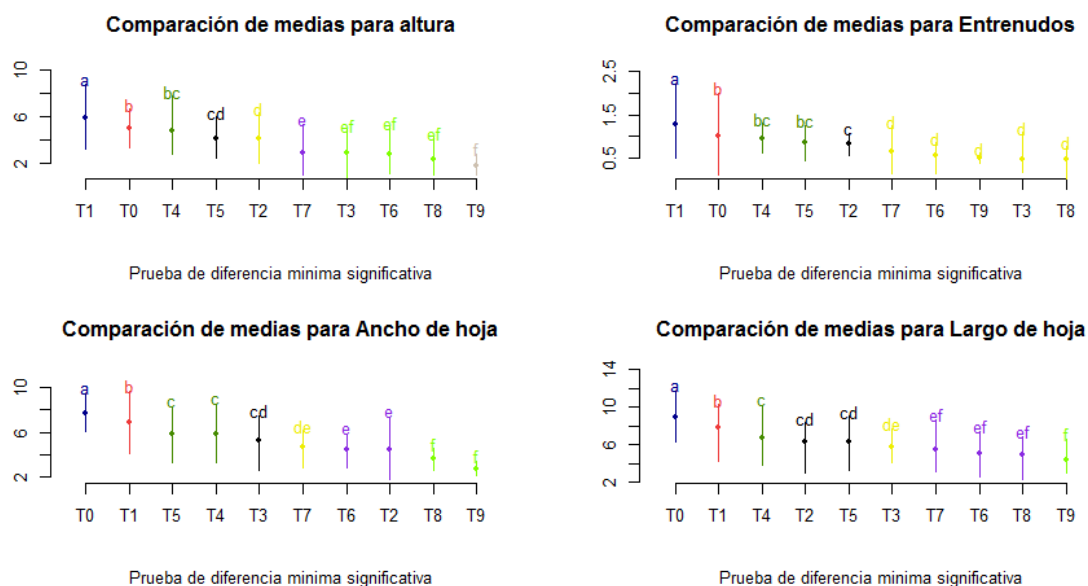 Comparación de medias para altura
10
6
2
a
b
bc
cd
d
e
ef
ef
ef
f
T1 T0 T4 T5 T2 T7 T3 T6 T8 T9
Prueba de diferencia minima significativa
Comparación de medias para Entrenudos
2.5
1.5
0.5
a
b
bc
bc
c
d
d
d
d
d
T1 T0 T4 T5 T2 T7 T6 T9 T3 T8
Prueba de diferencia minima significativa
Comparación de medias para Ancho de hoja
10
6
2
a
b
c
c
cd
de
e
e
f
f
T0 T1 T5 T4 T3 T7 T6 T2 T8 T9
Prueba de diferencia minima significativa
Comparación de medias para Largo de hoja
14
10
6
2
a
b
c
cd
cd
de
ef
ef
ef
f
T0 T1 T4 T2 T5 T3 T7 T6 T8 T9
Prueba de diferencia minima significativa